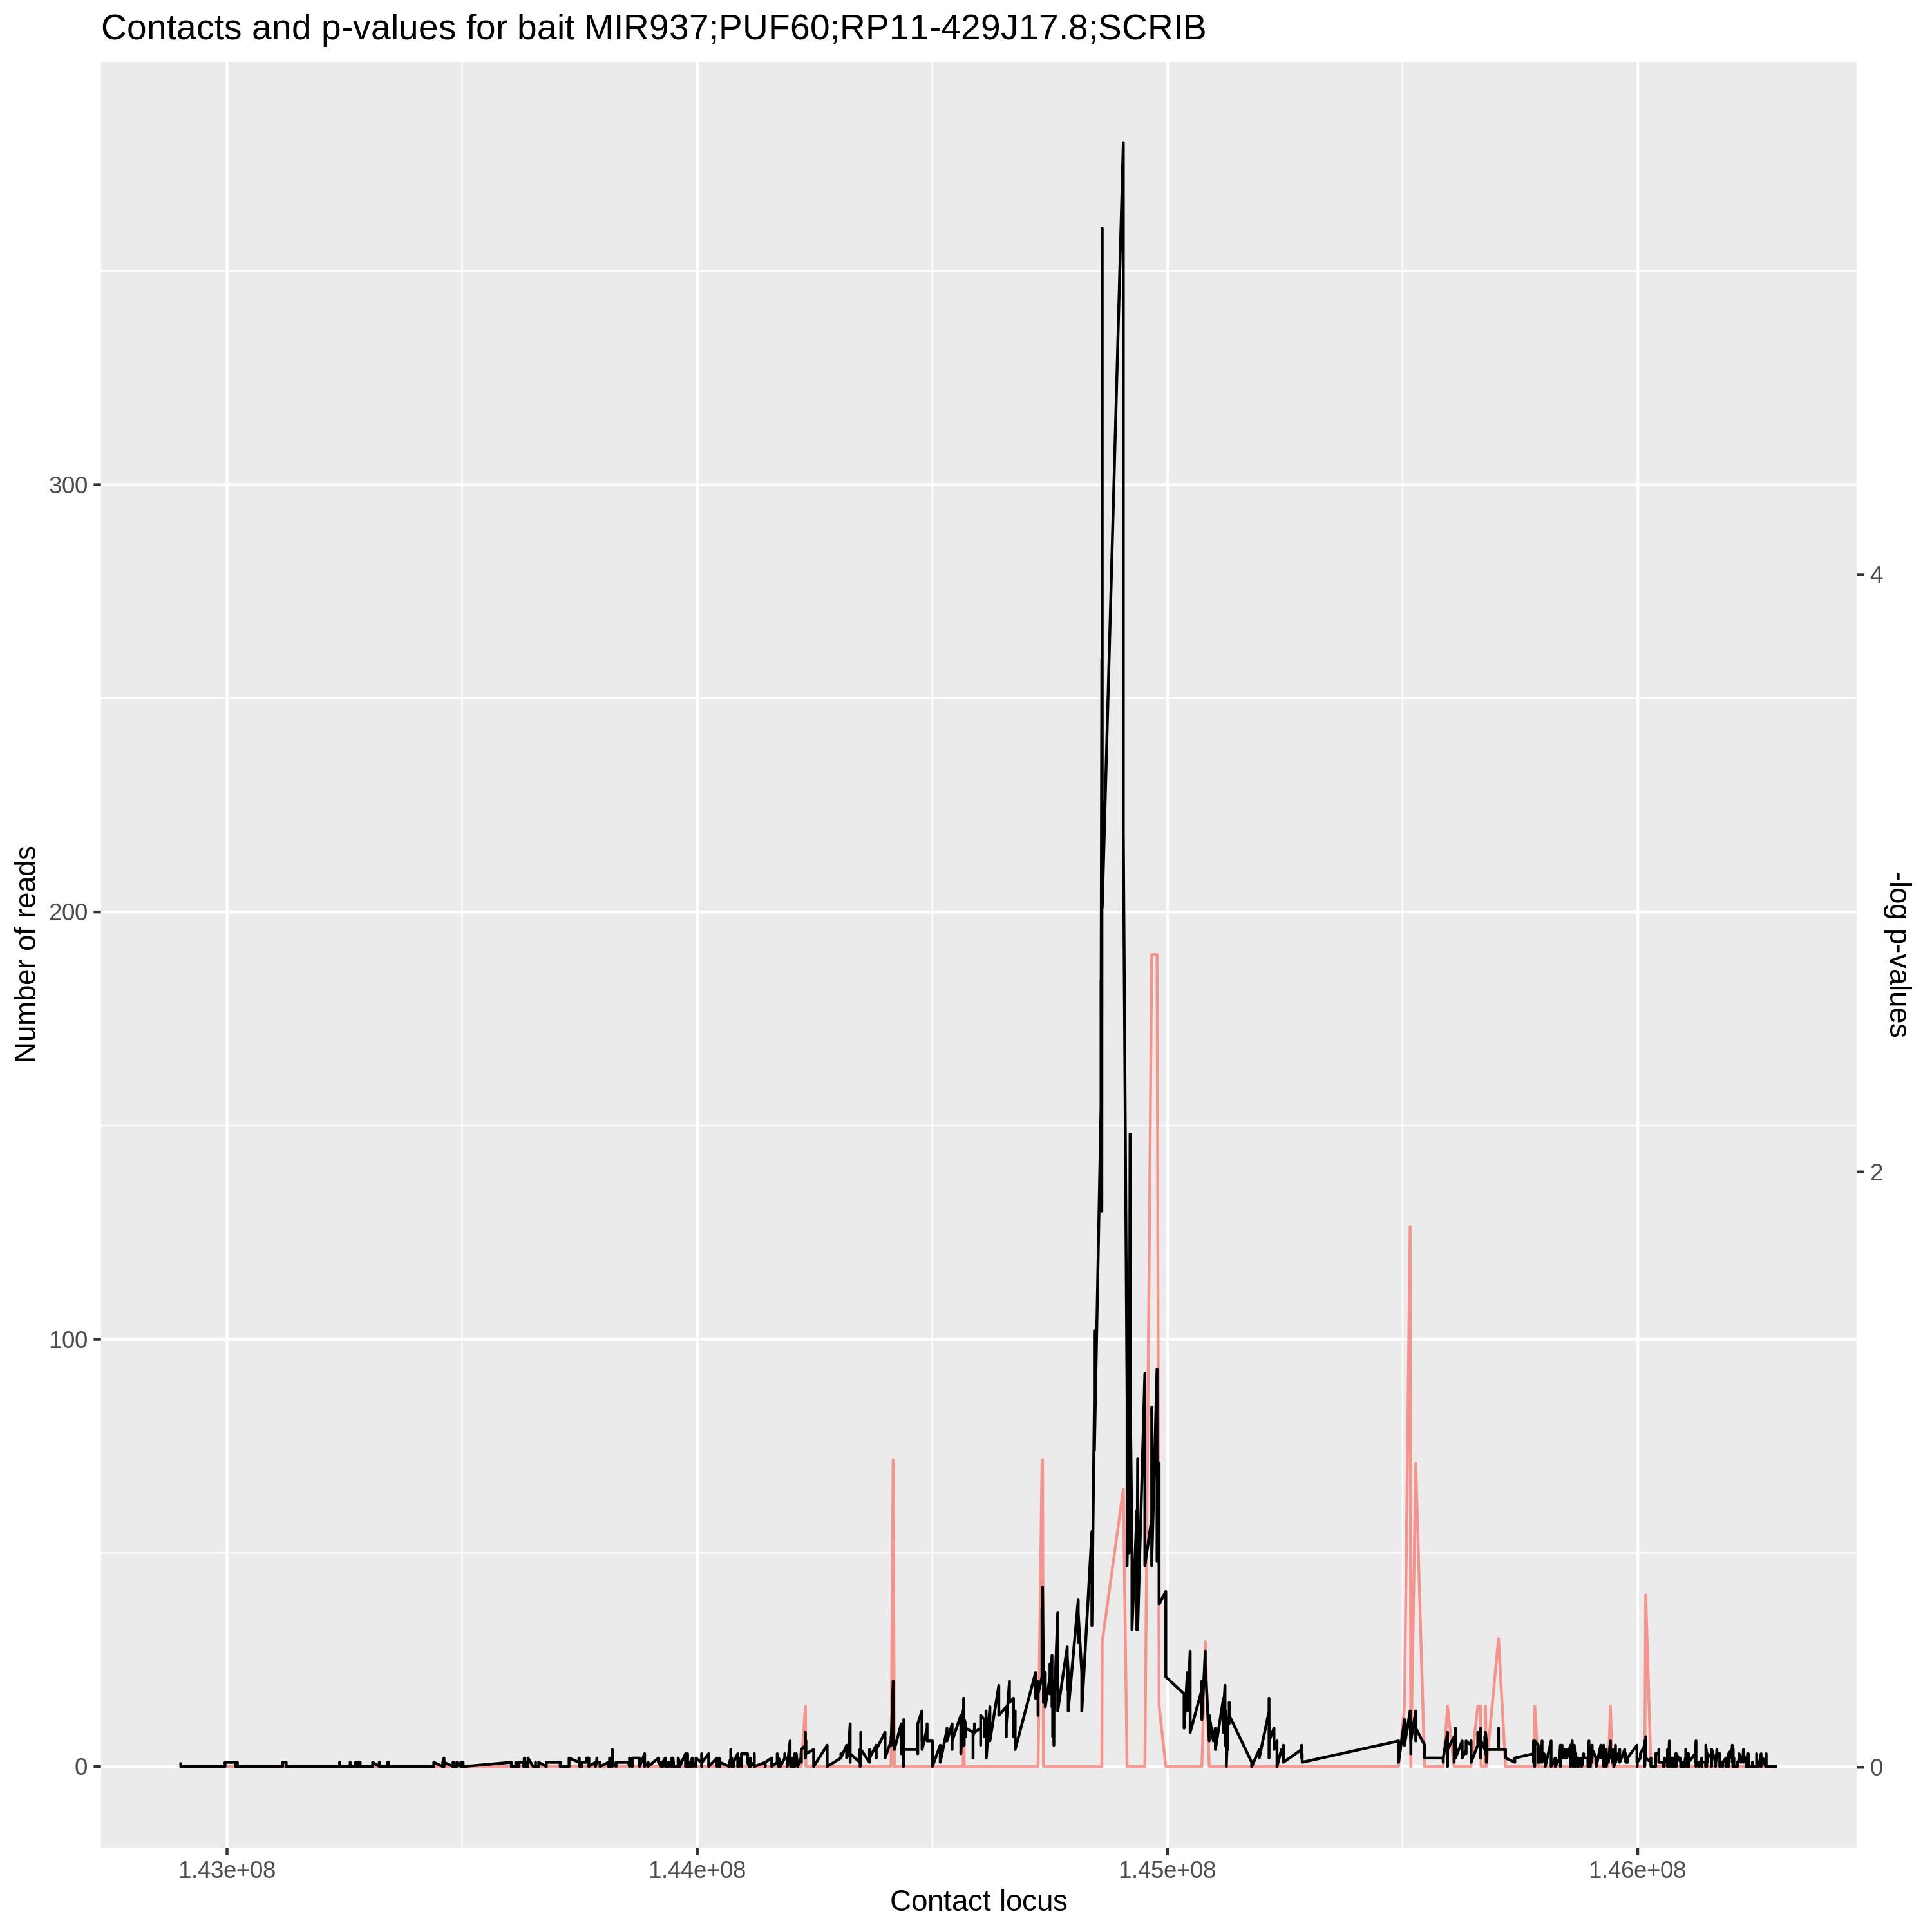 Contacts and p-values for bait MIR937;PUF60;RP11-429J17.8;SCRIB
Number of reads
300
200
100
0
4
2
0
-log p-values
1.43e+08 1.44e+08 1.45e+08 1.46e+08
Contact locus